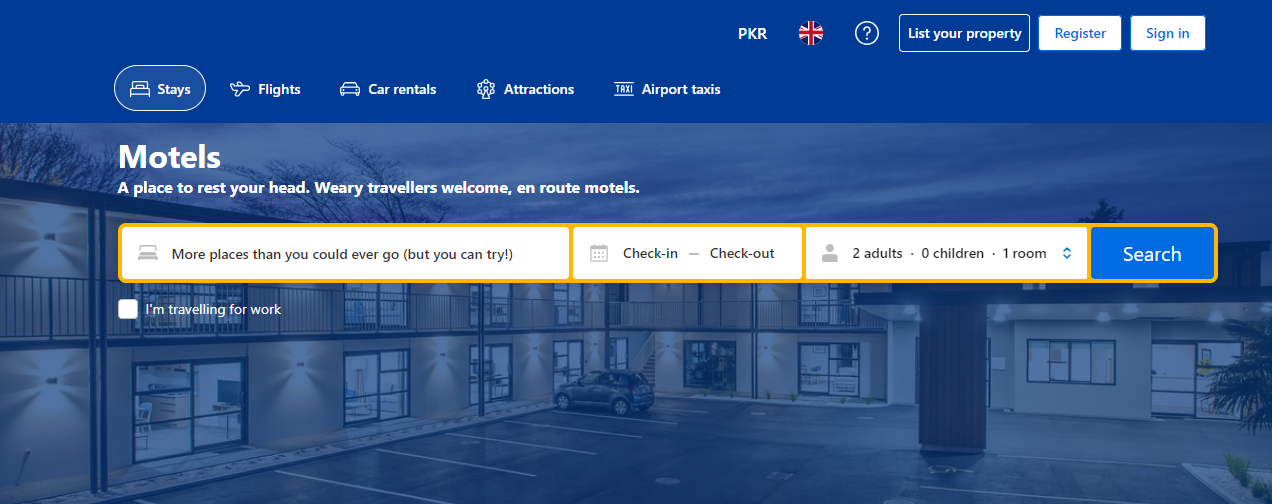 PKR
List your property
Register
Sign in
Stays
Flights
Car rentals
Attractions
TAXI Airport taxis
Motels
A place to rest your head. Weary travellers welcome, en route motels.
More places than you could ever go (but you can try!)
Check-in — Check-out
2 adults · 0 children · 1 room
Search
I'm travelling for work